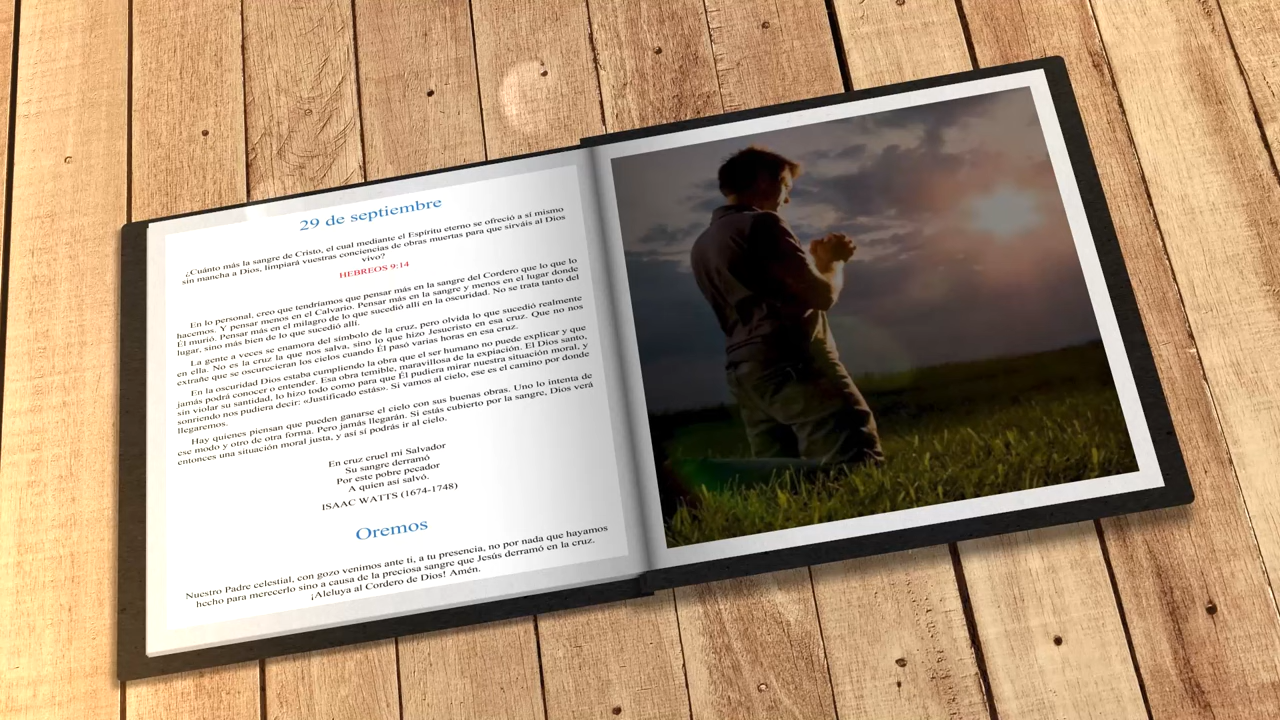 29 de septiembre
¿Cuánto más la sangre de Cristo, el cual mediante el Espíritu eterno se ofreció a sí mismo
sin mancha a Dios, limpiará vuestras conciencias de obras muertas para que sirváis al Dios
vivo?
HEBREOS 9:14
En lo personal, creo que tendríamos que pensar más en la sangre del Cordero que lo que lo
hacemos. Y pensar menos en el Calvario. Pensar más en la sangre y menos en el lugar donde
Él murió. Pensar más en el milagro de lo que sucedió allí en la oscuridad. No se trata tanto del
lugar, sino más bien de lo que sucedió allí.
La gente a veces se enamora del símbolo de la cruz, pero olvida lo que sucedió realmente
en ella. No es la cruz la que nos salva, sino lo que hizo Jesucristo en esa cruz. Que no nos
extrañe que se oscurecieran los cielos cuando Él pasó varias horas en esa cruz.
En la oscuridad Dios estaba cumpliendo la obra que el ser humano no puede explicar y que
jamás podrá conocer o entender. Esa obra temible, maravillosa de la expiación. El Dios santo,
sin violar su santidad, lo hizo todo como para que Él pudiera mirar nuestra situación moral, y
sonriendo nos pudiera decir: «Justificado estás». Si vamos al cielo, ese es el camino por donde
llegaremos.
Hay quienes piensan que pueden ganarse el cielo con sus buenas obras. Uno lo intenta de
ese modo y otro de otra forma. Pero jamás llegarán. Si estás cubierto por la sangre, Dios verá
entonces una situación moral justa, y así sí podrás ir al cielo.
En cruz cruel mi Salvador
Su sangre derramó
Por este pobre pecador
A quien así salvó.
ISAAC WATTS (1674-1748)
Oremos
Nuestro Padre celestial, con gozo venimos ante ti, a tu presencia, no por nada que hayamos
hecho para merecerlo sino a causa de la preciosa sangre que Jesús derramó en la cruz.
¡Aleluya al Cordero de Dios! Amén.